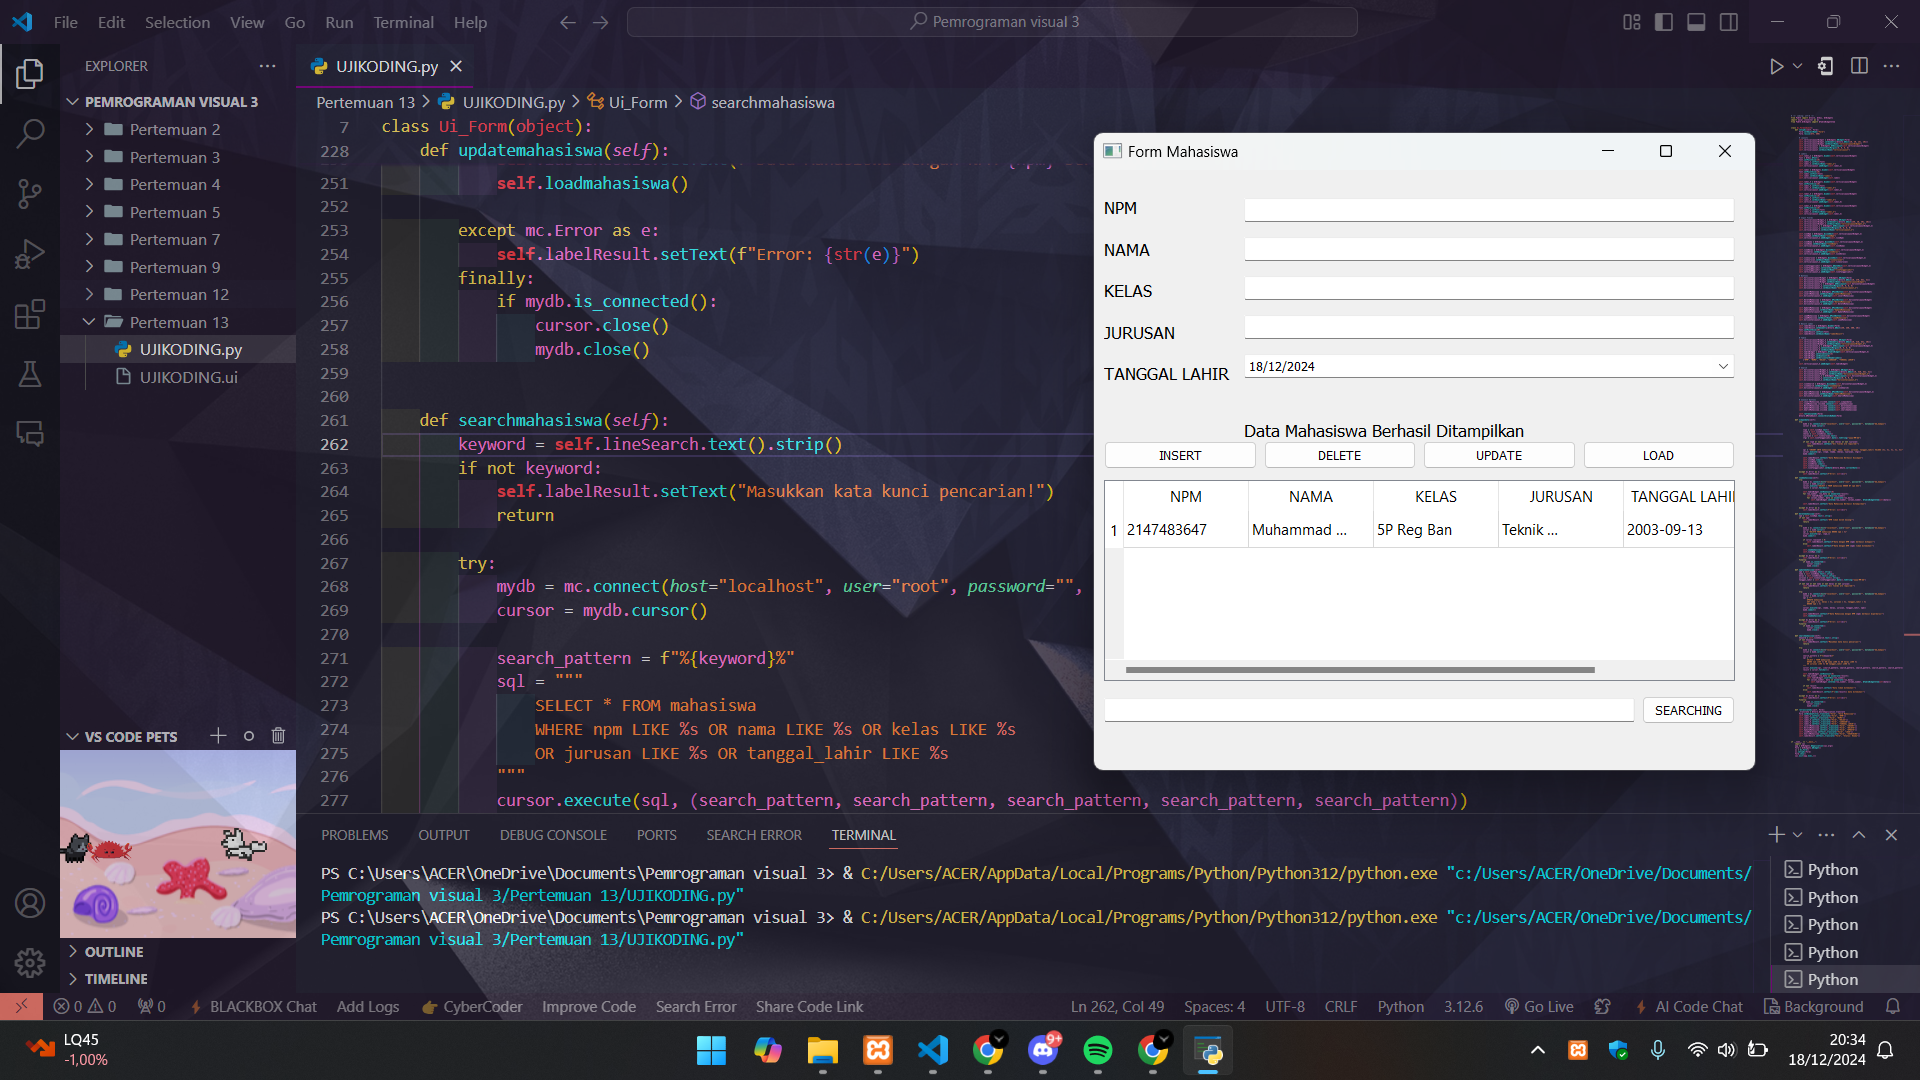 File Edit Selection View Go Run Terminal Help
Pemrograman visual 3
EXPLORER
PEMROGRAMAN VISUAL 3
Pertemuan 2
Pertemuan 3
Pertemuan 4
Pertemuan 5
Pertemuan 7
Pertemuan 9
Pertemuan 12
Pertemuan 13
UJIKODING.py
UJIKODING.ui
VS CODE PETS
OUTLINE
TIMELINE
UJIKODING.py
Pertemuan 13 > UJIKODING.py > Ui_Form > searchmahasiswa
7 class Ui_Form(object):
228 def updatemahasiswa(self):
251 self.loadmahasiswa()
252
253 except mc.Error as e:
254 self.labelResult.setText(f"Error: {str(e)}")
255 finally:
256 if mydb.is_connected():
257 cursor.close()
258 mydb.close()
259
260
261 def searchmahasiswa(self):
262 keyword = self.lineSearch.text().strip()
263 if not keyword:
264 self.labelResult.setText("Masukkan kata kunci pencarian!")
265 return
266
267 try:
268 mydb = mc.connect(host="localhost", user="root", password="",
269 cursor = mydb.cursor()
270
271 search_pattern = f"%{keyword}%"
272 sql = """
273 SELECT * FROM mahasiswa
274 WHERE npm LIKE %s OR nama LIKE %s OR kelas LIKE %s
275 OR jurusan LIKE %s OR tanggal_lahir LIKE %s
276 """
277 cursor.execute(sql, (search_pattern, search_pattern, search_pattern, search_pattern, search_pattern))
Form Mahasiswa
NPM
NAMA
KELAS
JURUSAN
TANGGAL LAHIR 18/12/2024
Data Mahasiswa Berhasil Ditampilkan
INSERT DELETE UPDATE LOAD
NPM NAMA KELAS JURUSAN TANGGAL LAHI
1 2147483647 Muhammad ... 5P Reg Ban Teknik ... 2003-09-13
SEARCHING
PROBLEMS OUTPUT DEBUG CONSOLE PORTS SEARCH ERROR TERMINAL
PS C:\Users\ACER\OneDrive\Documents\Pemrograman visual 3> & C:/Users/ACER/AppData/Local/Programs/Python/Python312/python.exe "c:/Users/ACER/OneDrive/Documents/
Pemrograman visual 3/Pertemuan 13/UJIKODING.py"
PS C:\Users\ACER\OneDrive\Documents\Pemrograman visual 3> & C:/Users/ACER/AppData/Local/Programs/Python/Python312/python.exe "c:/Users/ACER/OneDrive/Documents/
Pemrograman visual 3/Pertemuan 13/UJIKODING.py"
Python
Python
Python
Python
Python
0 0 0 BLACKBOX Chat Add Logs CyberCoder Improve Code Search Error Share Code Link Ln 262, Col 49 Spaces: 4 UTF-8 CRLF Python 3.12.6 Go Live AI Code Chat Background
LQ45
-1,00%
9+
20:34
18/12/2024